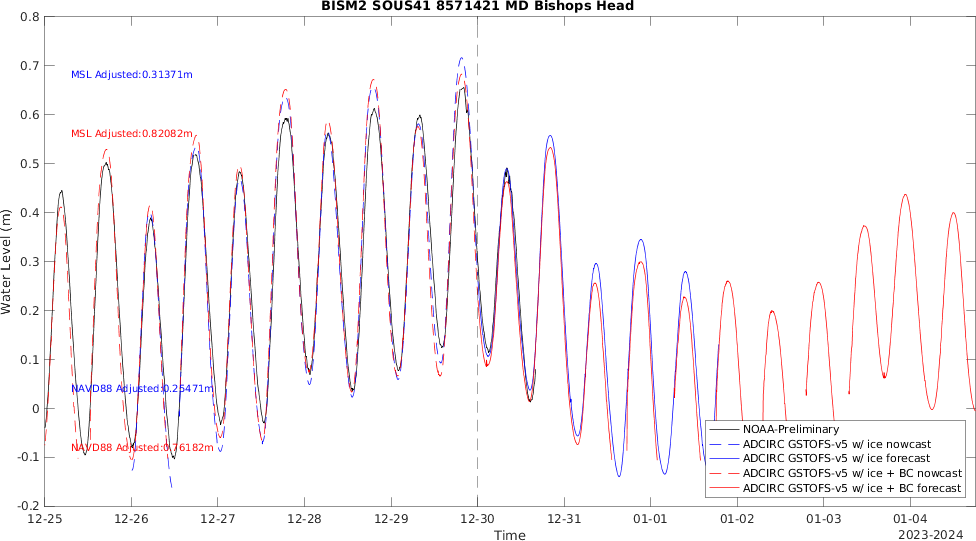 BISM2 SOUS41 8571421 MD Bishops Head
0.8
0.7
MSL Adjusted:0.31371m
0.6
MSL Adjusted:0.82082m
0.5
0.4
0.3
Water Level (m)
0.2
0.1
NAVD88 Adjusted:0.25471m
0
NAVD88 Adjusted:0.76182m
-0.1
-0.2
NOAA-Preliminary
ADCIRC GSTOFS-v5 w/ ice nowcast
ADCIRC GSTOFS-v5 w/ ice forecast
ADCIRC GSTOFS-v5 w/ ice + BC nowcast
ADCIRC GSTOFS-v5 w/ ice + BC forecast
12-25 12-26 12-27 12-28 12-29 12-30 12-31 01-01 01-02 01-03 01-04
Time
2023-2024